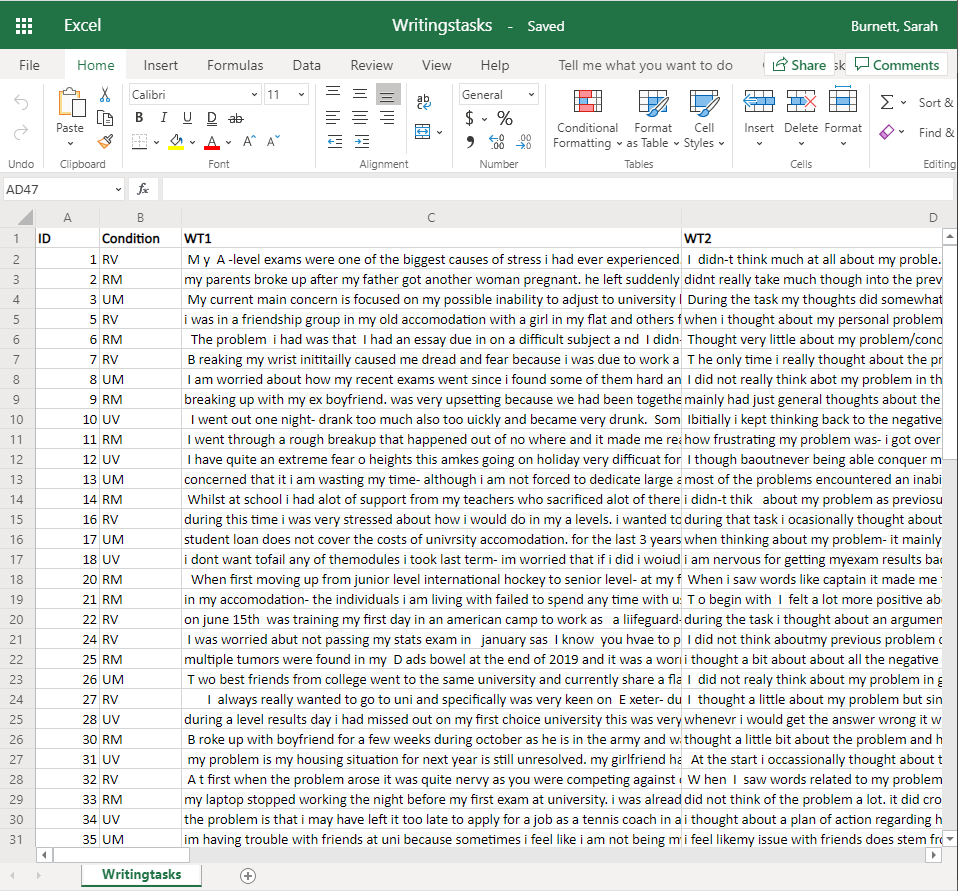 Excel Writingstasks - Saved Burnett, Sarah
File Home Insert Formulas Data Review View Help Tell me what you want to do sk Share Comments
Calibri 11 ab General Σ Sort &
Paste B I U D ab $ % Conditional Format Cell Insert Delete Format
A A .00 .00 Formatting as Table Styles Find &
Undo Clipboard Font Alignment Number Tables Cells Editing
AD47 fx
A B C D
1 ID Condition WT1 WT2
2 1 RV M y A -level exams were one of the biggest causes of stress i had ever experienced. I didn-t think much at all about my proble.
3 2 RM my parents broke up after my father got another woman pregnant. he left suddenly didnt really take much though into the prev
4 3 UM My current main concern is focused on my possible inability to adjust to university During the task my thoughts did somewhat
5 5 RV i was in a friendship group in my old accomodation with a girl in my flat and others when i thought about my personal problem
6 6 RM The problem i had was that I had an essay due in on a difficult subject a nd I didn- Thought very little about my problem/conc
7 7 RV B reaking my wrist inititailly caused me dread and fear because i was due to work a T he only time i really thought about the pr
8 8 UM I am worried about how my recent exams went since i found some of them hard an I did not really think abot my problem in th
9 9 RM breaking up with my ex boyfriend. was very upsetting because we had been togethe mainly had just general thoughts about the
10 10 UV I went out one night- drank too much also too uickly and became very drunk. Som Ibitially i kept thinking back to the negative
11 11 RM I went through a rough breakup that happened out of no where and it made me rea how frustrating my problem was- i got over
12 12 UV I have quite an extreme fear o heights this amkes going on holiday very difficuat for I though baoutnever being able conquer m
13 13 UM concerned that it i am wasting my time- although i am not forced to dedicate large a most of the problems encountered an inabi
14 14 RM Whilst at school i had alot of support from my teachers who sacrificed alot of there i didn-t thik about my problem as previosu
15 16 RV during this time i was very stressed about how i would do in my a levels. i wanted to during that task i ocasionally thought about
16 17 UM student loan does not cover the costs of univrsity accomodation. for the last 3 years when thinking about my problem- it mainly
17 18 UV i dont want tofail any of themodules i took last term- im worried that if i did i woiud i am nervous for getting myexam results bac
18 20 RM When first moving up from junior level international hockey to senior level- at my f When i saw words like captain it made me
19 21 RM in my accomodation- the individuals i am living with failed to spend any time with u T o begin with I felt a lot more positive ab
20 22 RV on june 15th was training my first day in an american camp to work as a liifeguard- during the task i thought about an argumen
21 24 RV I was worried abut not passing my stats exam in january sas I know you hvae to p I did not think aboutmy previous problem
22 25 RM multiple tumors were found in my D ads bowel at the end of 2019 and it was a worr i thought a bit about about all the negative
23 26 UM T wo best friends from college went to the same university and currently share a fla I did not realy think about my problem in g
24 27 RV I always really wanted to go to uni and specifically was very keen on E xeter- du I thought a little about my problem but sin
25 28 UV during a level results day i had missed out on my first choice university this was very whenevr i would get the answer wrong it w
26 30 RM B roke up with boyfriend for a few weeks during october as he is in the army and w thought a little bit about the problem and h
27 31 UV my problem is my housing situation for next year is still unresolved. my girlfriend ha At the start i occassionally thought about t
28 32 RV A t first when the problem arose it was quite nervy as you were competing against W hen I saw words related to my problem
29 33 RM my laptop stopped working the night before my first exam at university. i was alread did not think of the problem a lot. it did cro
30 34 UV the problem is that i may have left it too late to apply for a job as a tennis coach in a i thought about a plan of action regarding h
31 35 UM im having trouble with friends at uni because sometimes i feel like i am not being m i feel likemy issue with friends does stem fro
Writingtasks